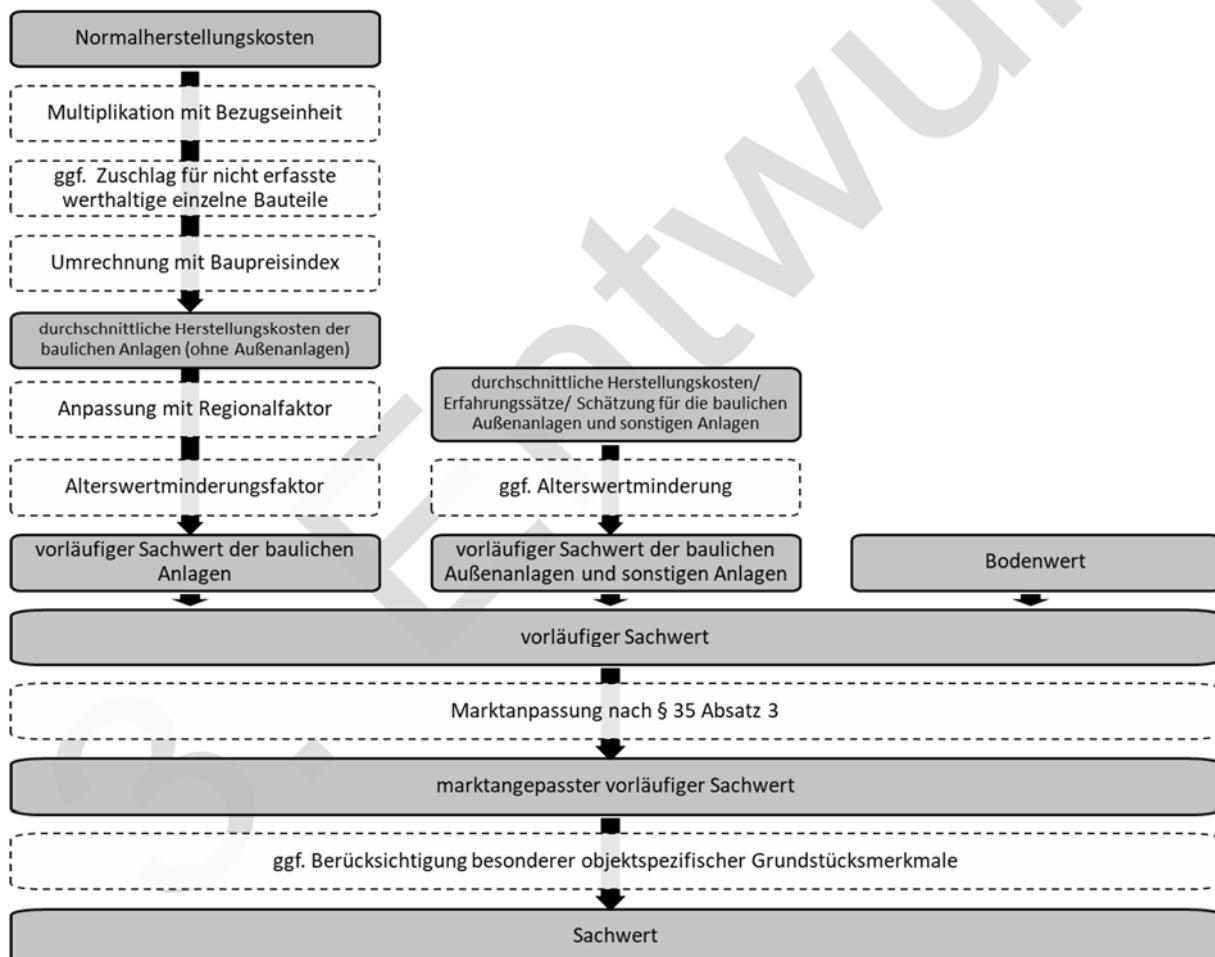 Normalherstellungskosten
Multiplikation mit Bezugseinheit
ggf. Zuschlag für nicht erfasste
werthaltige einzelne Bauteile
Umrechnung mit Baupreisindex
durchschnittliche Herstellungskosten der
baulichen Anlagen (ohne Außenanlagen)
Anpassung mit Regionalfaktor
Alterswertminderungsfaktor
vorläufiger Sachwert der baulichen
Anlagen
durchschnittliche Herstellungskosten/
Erfahrungssätze/ Schätzung für die baulichen
Außenanlagen und sonstigen Anlagen
ggf. Alterswertminderung
vorläufiger Sachwert der baulichen
Außenanlagen und sonstigen Anlagen
Bodenwert
vorläufiger Sachwert
Marktanpassung nach § 35 Absatz 3
marktangepasster vorläufiger Sachwert
ggf. Berücksichtigung besonderer objektspezifischer Grundstücksmerkmale
Sachwert
3. Entwu